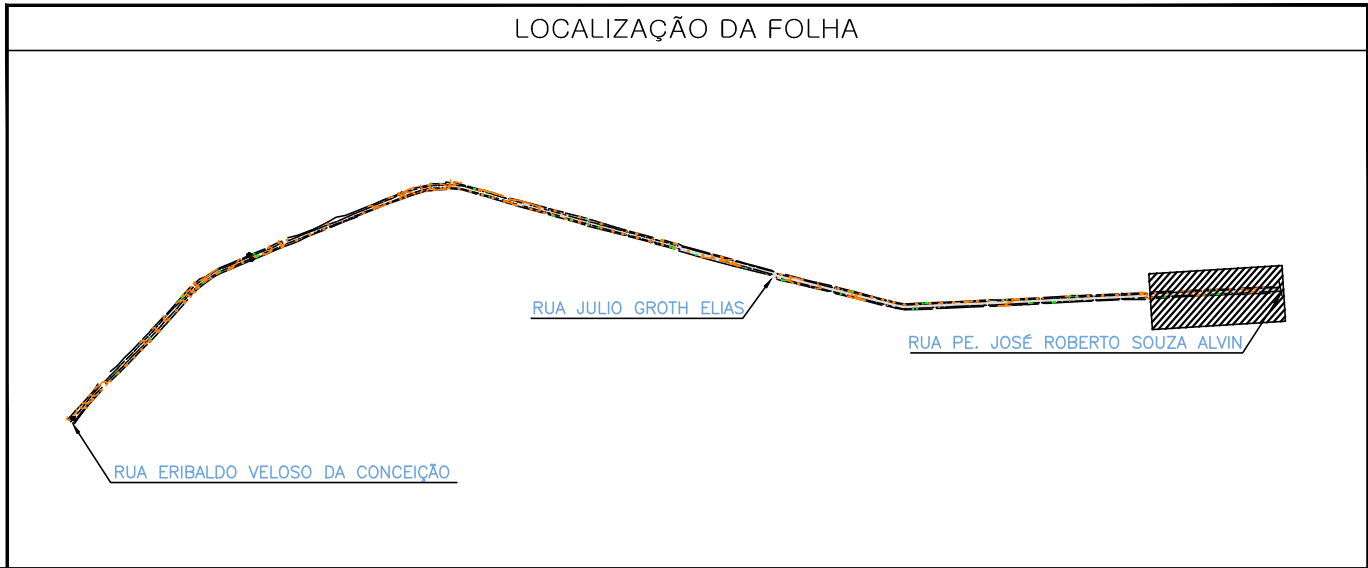 LOCALIZAÇÃO DA FOLHA
RUA JULIO GROTH ELIAS
RUA PE. JOSÉ ROBERTO SOUZA ALVIN
RUA ERIBALDO VELOSO DA CONCEIÇÃO